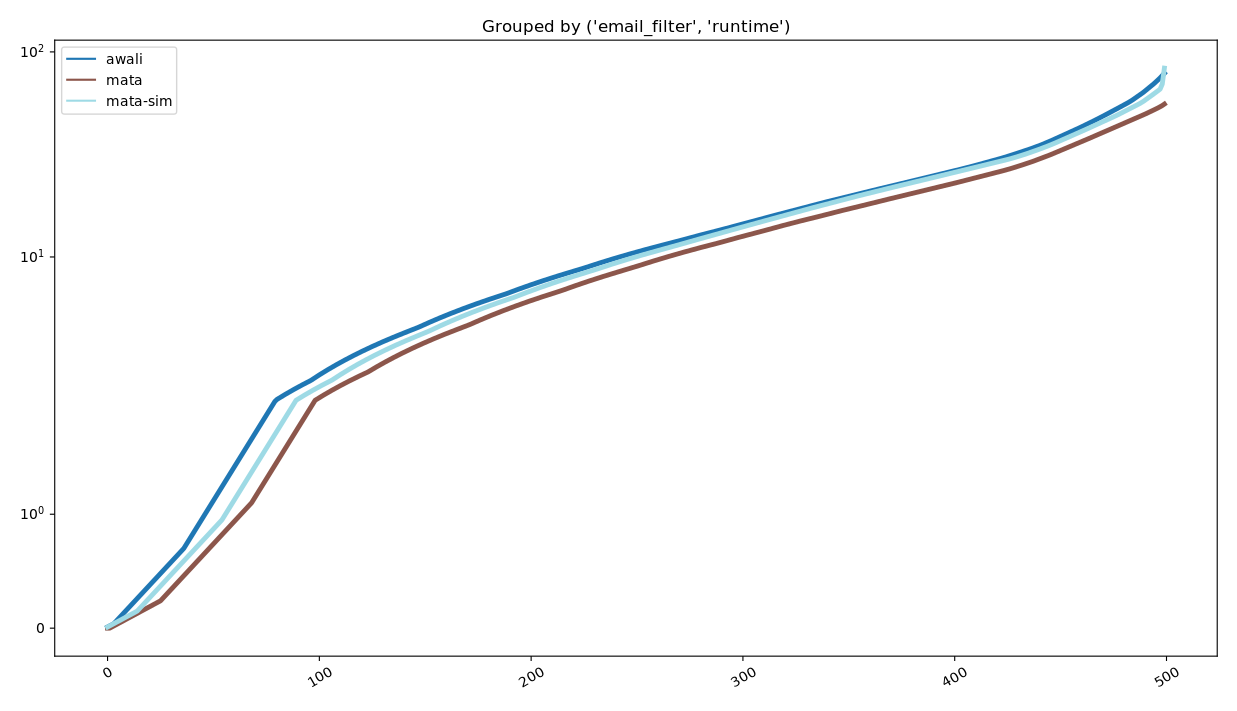 Grouped by ('email_filter', 'runtime')
awali
mata
mata-sim
10²
10¹
10⁰
0
0
100
200
300
400
500